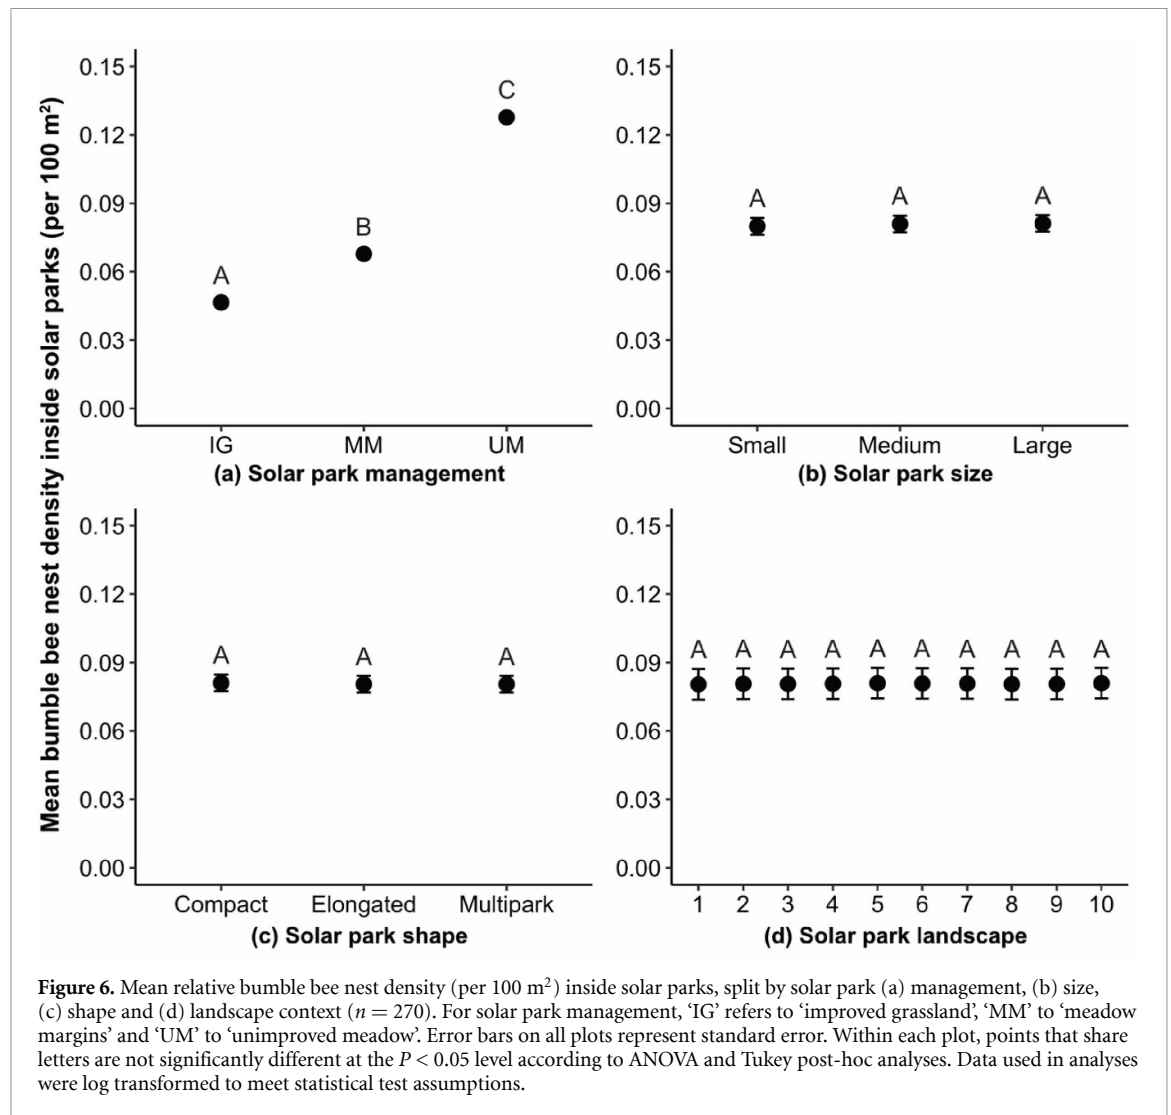 Mean bumble bee nest density inside solar parks (per 100 m²)
0.15
0.12
0.09
0.06
0.03
0.00
A
B
C
IG MM UM
(a) Solar park management
0.15
0.12
0.09
0.06
0.03
0.00
A A A
Small Medium Large
(b) Solar park size
0.15
0.12
0.09
0.06
0.03
0.00
A A A
Compact Elongated Multipark
(c) Solar park shape
0.15
0.12
0.09
0.06
0.03
0.00
A A A A A A A A A A
1 2 3 4 5 6 7 8 9 10
(d) Solar park landscape
Figure 6. Mean relative bumble bee nest density (per 100 m²) inside solar parks, split by solar park (a) management, (b) size,
(c) shape and (d) landscape context (n = 270). For solar park management, ‘IG’ refers to ‘improved grassland’, ‘MM’ to ‘meadow
margins’ and ‘UM’ to ‘unimproved meadow’. Error bars on all plots represent standard error. Within each plot, points that share
letters are not significantly different at the P < 0.05 level according to ANOVA and Tukey post-hoc analyses. Data used in analyses
were log transformed to meet statistical test assumptions.